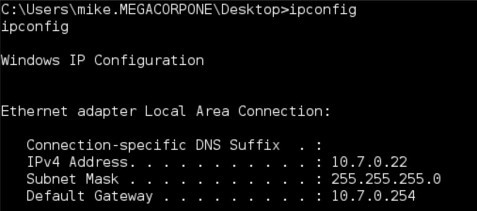 C:\Users\mike.MEGACORPONE\Desktop>ipconfig
ipconfig
Windows IP Configuration
Ethernet adapter Local Area Connection:
Connection-specific DNS Suffix . :
IPv4 Address. . . . . . . . . . . : 10.7.0.22
Subnet Mask . . . . . . . . . . . : 255.255.255.0
Default Gateway . . . . . . . . . : 10.7.0.254